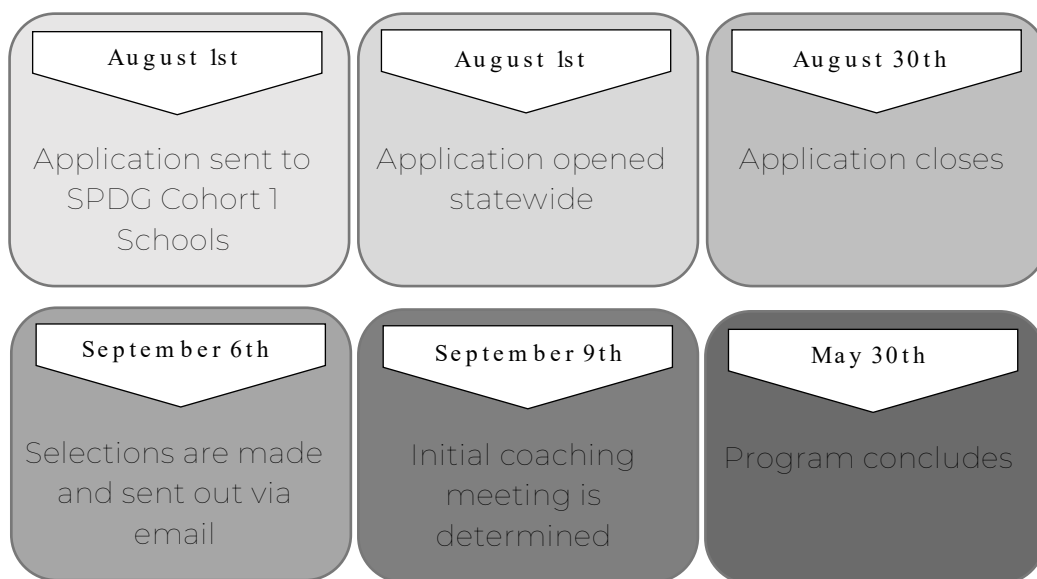 August 1st
Application sent to
SPDG Cohort 1
Schools
August 1st
Application opened
statewide
August 30th
Application closes
September 6th
Selections are made
and sent out via
email
September 9th
Initial coaching
meeting is
determined
May 30th
Program concludes